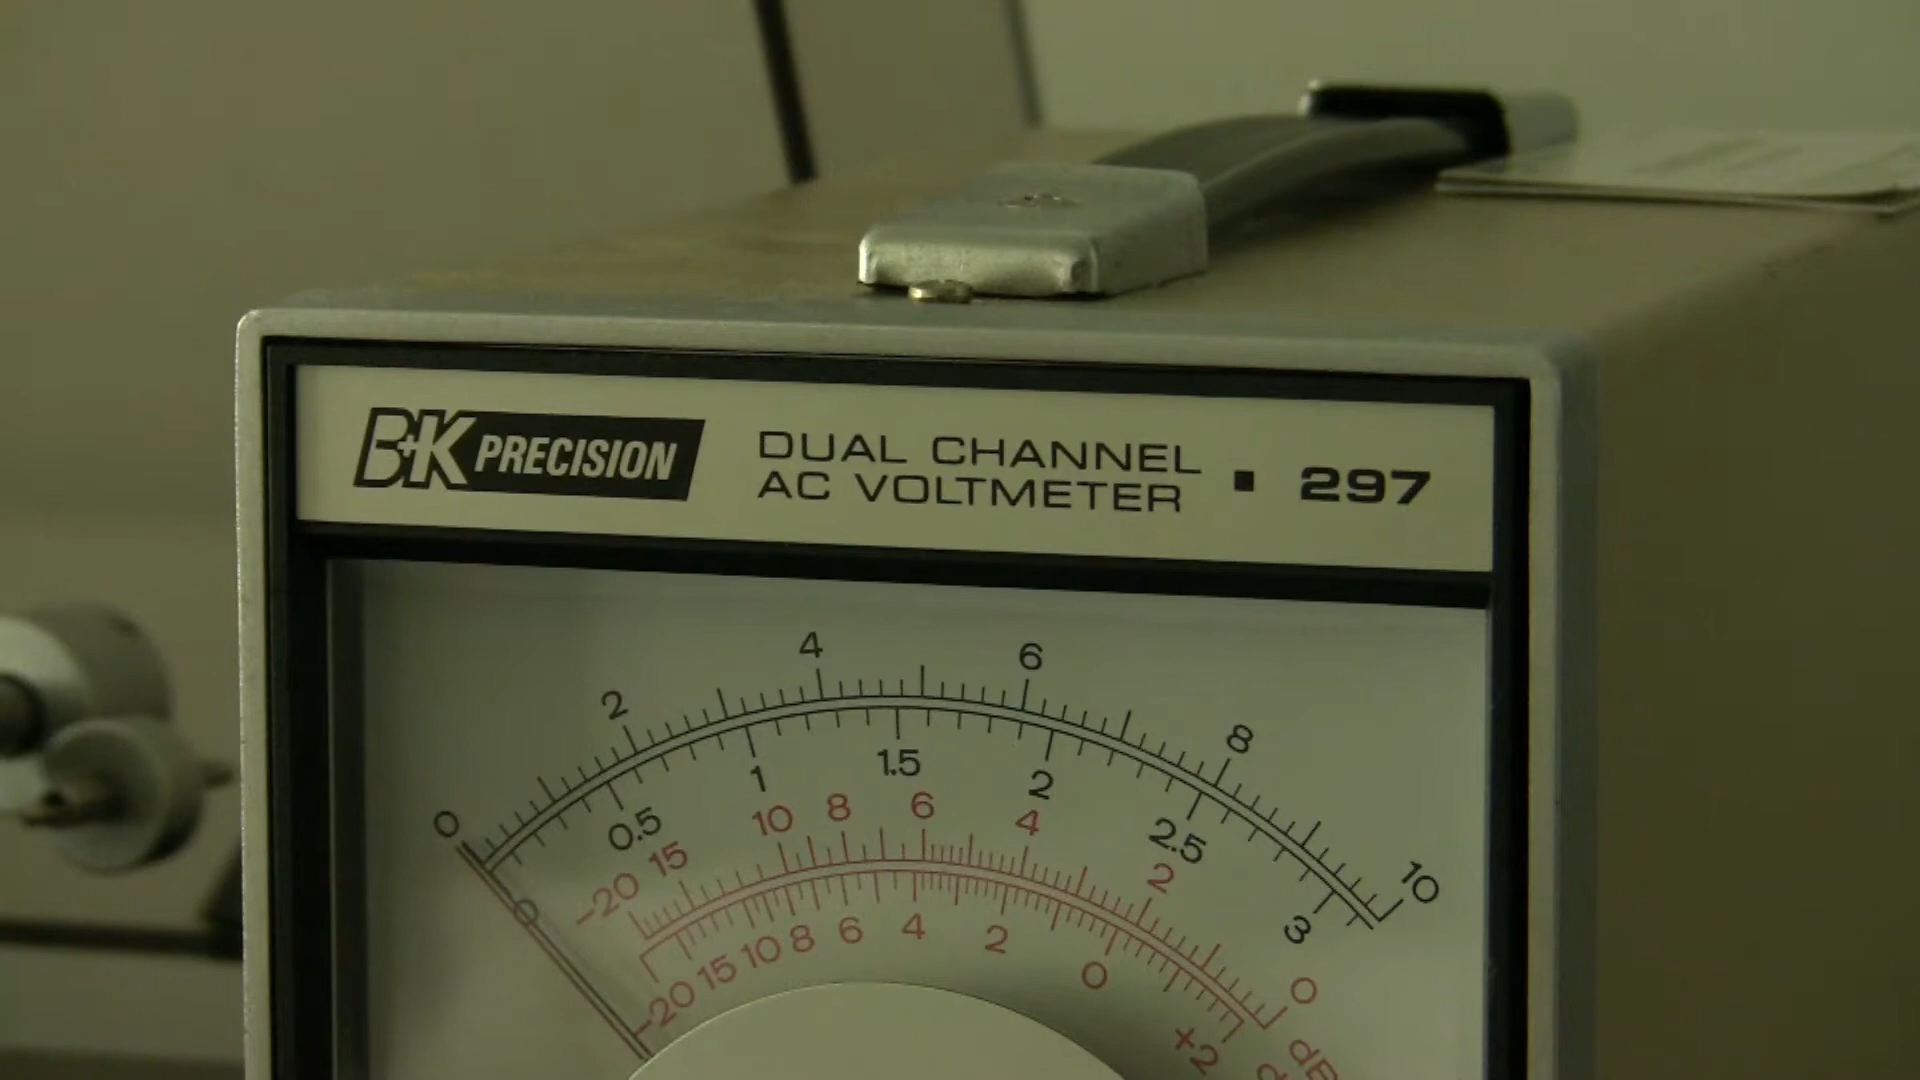 B+K PRECISION
DUAL CHANNEL
AC VOLTMETER ▪ 297
0 2 4 6 8 10
0 0.5 1 1.5 2 2.5 3
-20 15 10 8 6 4 2 0
-20 15 10 8 6 4 2 0 +2
dB